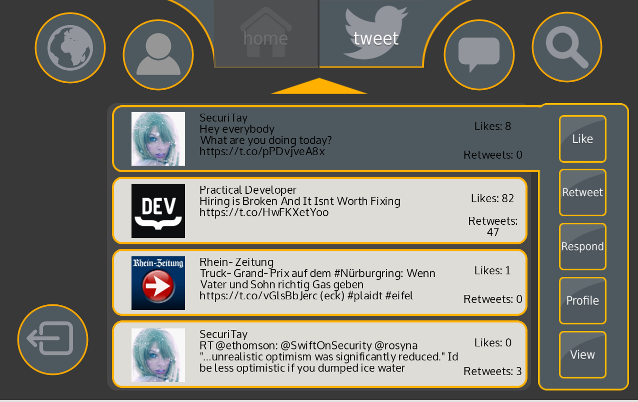 home
tweet
SecuriTay
Hey everybody
What are you doing today?
https://t.co/pPDvjveA8x
Likes: 8
Retweets: 0
DEV
Practical Developer
Hiring is Broken And It Isnt Worth Fixing
https://t.co/HwFKXetYoo
Likes: 82
Retweets:
47
Rhein-Zeitung
Rhein- Zeitung
Truck- Grand- Prix auf dem #Nürburgring: Wenn
Vater und Sohn richtig Gas geben
https://t.co/vGlsBbJerc (eck) #plaidt #eifel
Likes: 1
Retweets: 0
SecuriTay
RT @ethomson: @SwiftOnSecurity @rosyna
"...unrealistic optimism was significantly reduced." I'd
be less optimistic if you dumped ice water
Likes: 0
Retweets: 3
Like
Retweet
Respond
Profile
View